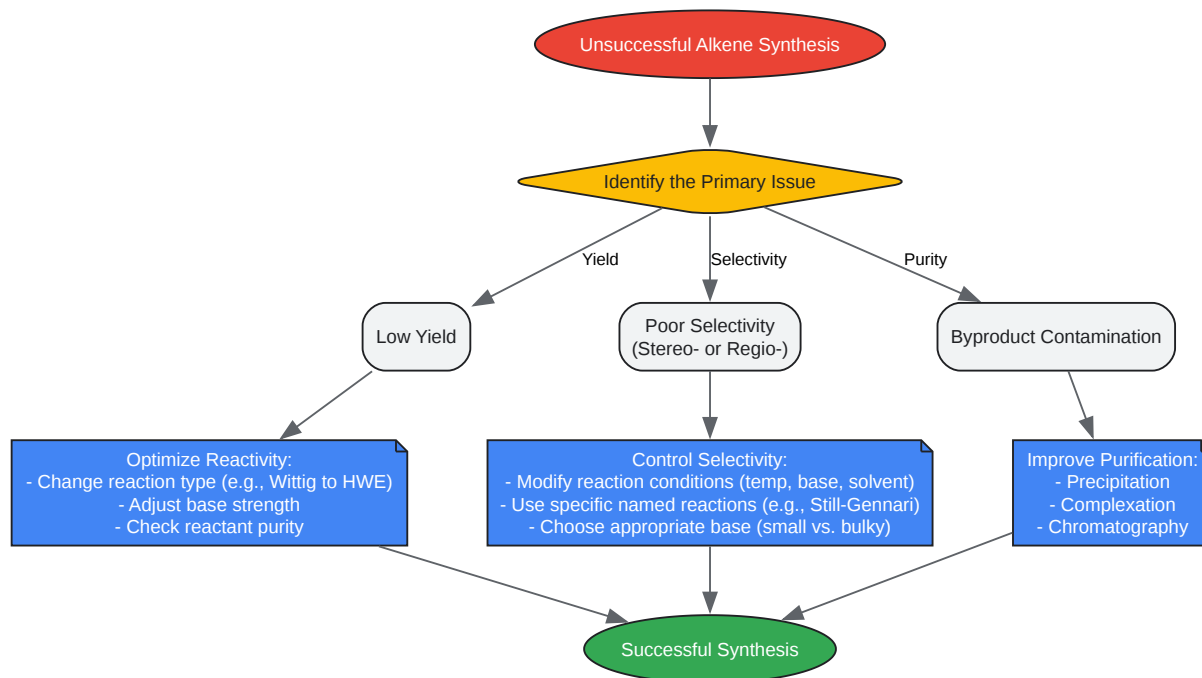 Unsuccessful Alkene Synthesis
Identify the Primary Issue
Yield
Selectivity
Purity
Low Yield
Poor Selectivity
(Stereo- or Regio-)
Byproduct Contamination
Optimize Reactivity:
- Change reaction type (e.g., Wittig to HWE)
- Adjust base strength
- Check reactant purity
Control Selectivity:
- Modify reaction conditions (temp, base, solvent)
- Use specific named reactions (e.g., Still-Gennari)
- Choose appropriate base (small vs. bulky)
Improve Purification:
- Precipitation
- Complexation
- Chromatography
Successful Synthesis